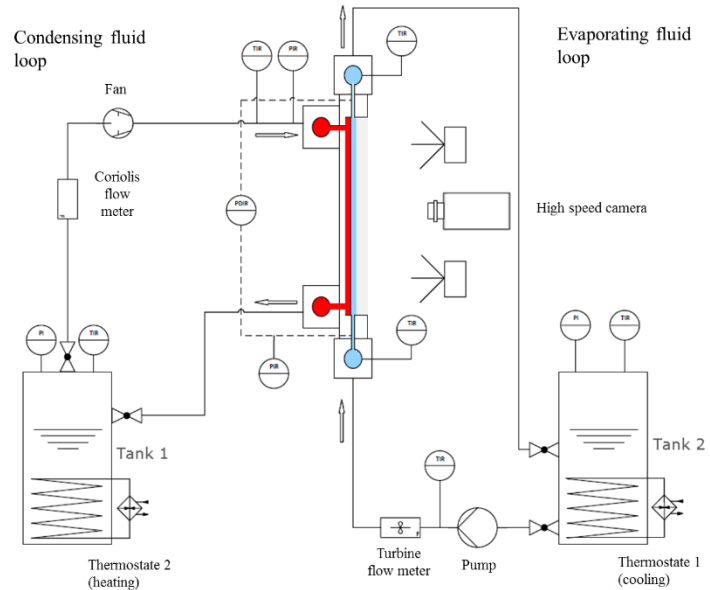 Condensing fluid
loop
Evaporating fluid
loop
TIR
PIR
TIR
Fan
Coriolis
flow
meter
PDIR
High speed camera
PI
TIR
TIR
PI
TIR
PIR
Tank 1
Tank 2
TIR
Turbine
flow meter
Pump
Thermostate 2
(heating)
Thermostate 1
(cooling)